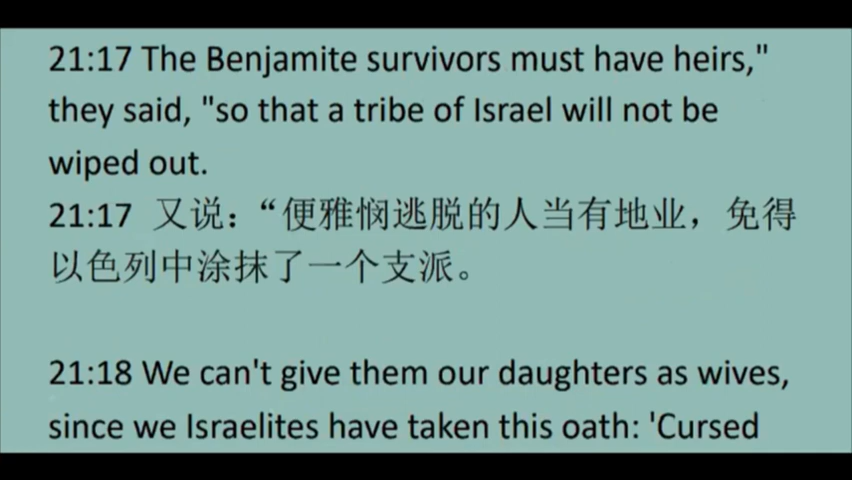 21:17 The Benjamite survivors must have heirs,"
they said, "so that a tribe of Israel will not be
wiped out.
21:17 又说：“便雅悯逃脱的人当有地业，免得
以色列中涂抹了一个支派。
21:18 We can't give them our daughters as wives,
since we Israelites have taken this oath: 'Cursed